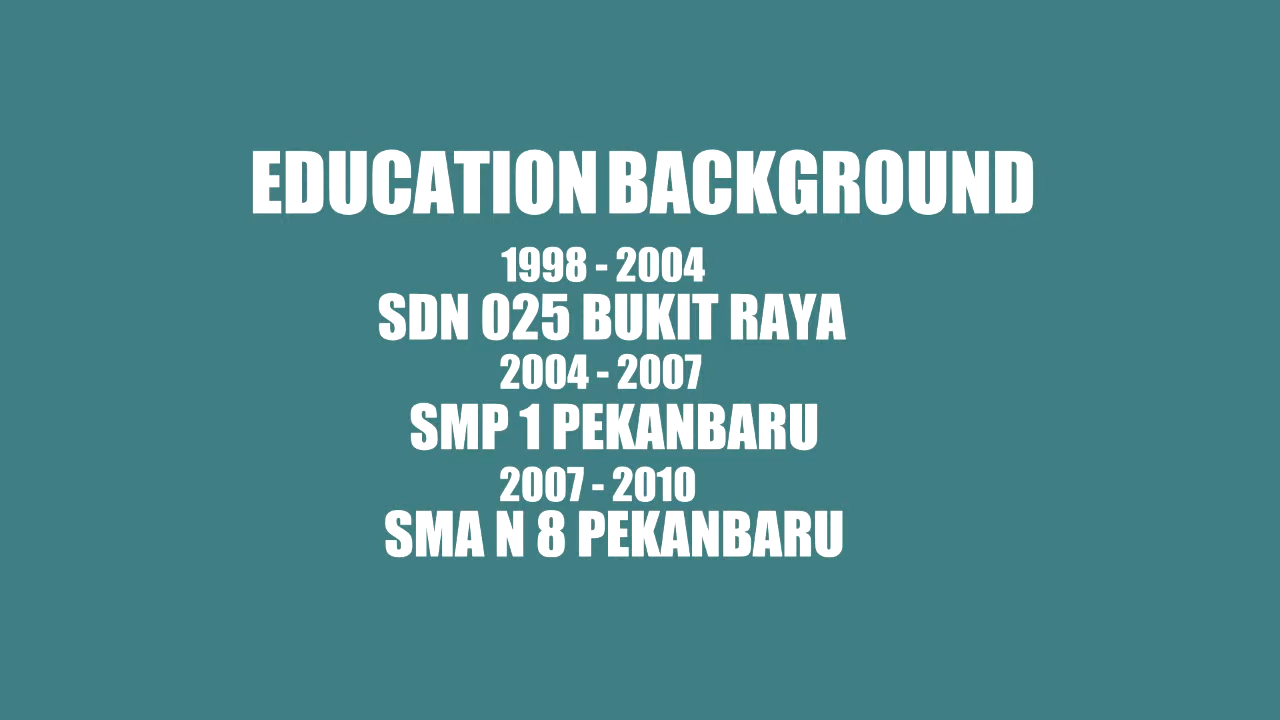 EDUCATION BACKGROUND
1998 - 2004
SDN 025 BUKIT RAYA
2004 - 2007
SMP 1 PEKANBARU
2007 - 2010
SMA N 8 PEKANBARU